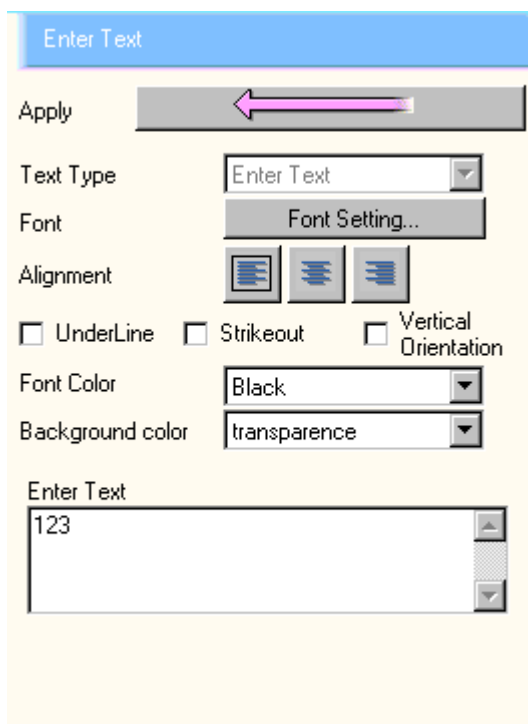 Enter Text
Apply
Text Type Enter Text
Font Font Setting...
Alignment
UnderLine Strikeout Vertical Orientation
Font Color Black
Background color transparence
Enter Text
123